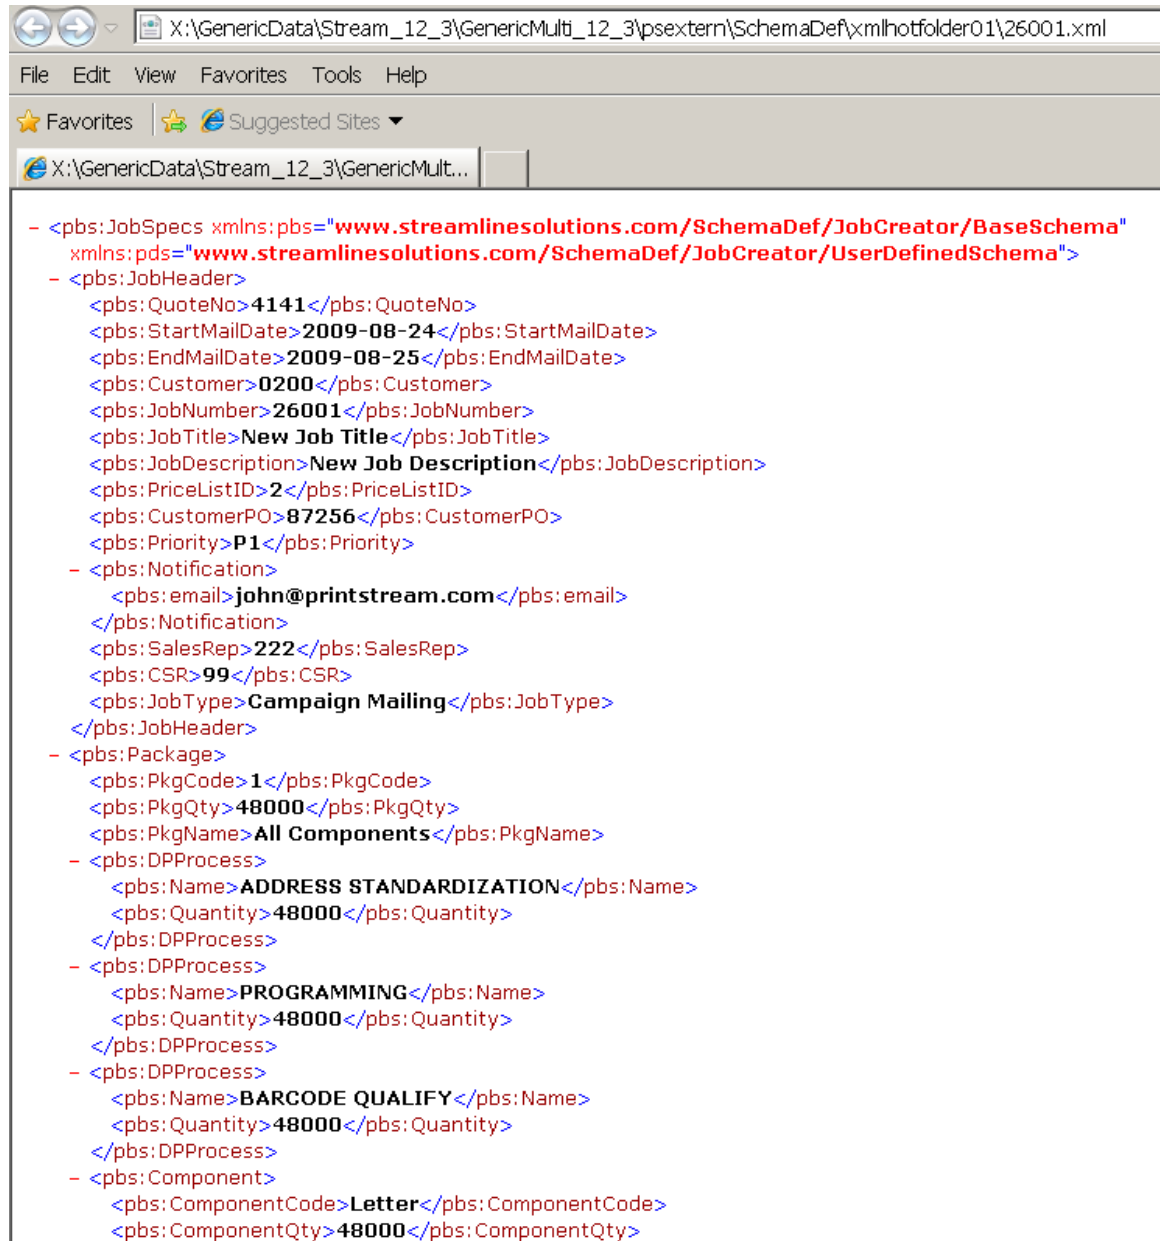 X:\GenericData\Stream_12_3\GenericMulti_12_3\psextern\SchemaDef\xmlhotfolder01\26001.xml
File Edit View Favorites Tools Help
Favorites Suggested Sites
X:\GenericData\Stream_12_3\GenericMult...
- <pbs:JobSpecs xmlns:pbs="www.streamlinesolutions.com/SchemaDef/JobCreator/BaseSchema"
xmlns:pds="www.streamlinesolutions.com/SchemaDef/JobCreator/UserDefinedSchema">
- <pbs:JobHeader>
<pbs:QuoteNo>4141</pbs:QuoteNo>
<pbs:StartMailDate>2009-08-24</pbs:StartMailDate>
<pbs:EndMailDate>2009-08-25</pbs:EndMailDate>
<pbs:Customer>0200</pbs:Customer>
<pbs:JobNumber>26001</pbs:JobNumber>
<pbs:JobTitle>New Job Title</pbs:JobTitle>
<pbs:JobDescription>New Job Description</pbs:JobDescription>
<pbs:PriceListID>2</pbs:PriceListID>
<pbs:CustomerPO>87256</pbs:CustomerPO>
<pbs:Priority>P1</pbs:Priority>
- <pbs:Notification>
<pbs:email>john@printstream.com</pbs:email>
</pbs:Notification>
<pbs:SalesRep>222</pbs:SalesRep>
<pbs:CSR>99</pbs:CSR>
<pbs:JobType>Campaign Mailing</pbs:JobType>
</pbs:JobHeader>
- <pbs:Package>
<pbs:PkgCode>1</pbs:PkgCode>
<pbs:PkgQty>48000</pbs:PkgQty>
<pbs:PkgName>All Components</pbs:PkgName>
- <pbs:DPProcess>
<pbs:Name>ADDRESS STANDARDIZATION</pbs:Name>
<pbs:Quantity>48000</pbs:Quantity>
</pbs:DPProcess>
- <pbs:DPProcess>
<pbs:Name>PROGRAMMING</pbs:Name>
<pbs:Quantity>48000</pbs:Quantity>
</pbs:DPProcess>
- <pbs:DPProcess>
<pbs:Name>BARCODE QUALIFY</pbs:Name>
<pbs:Quantity>48000</pbs:Quantity>
</pbs:DPProcess>
- <pbs:Component>
<pbs:ComponentCode>Letter</pbs:ComponentCode>
<pbs:ComponentQty>48000</pbs:ComponentQty>